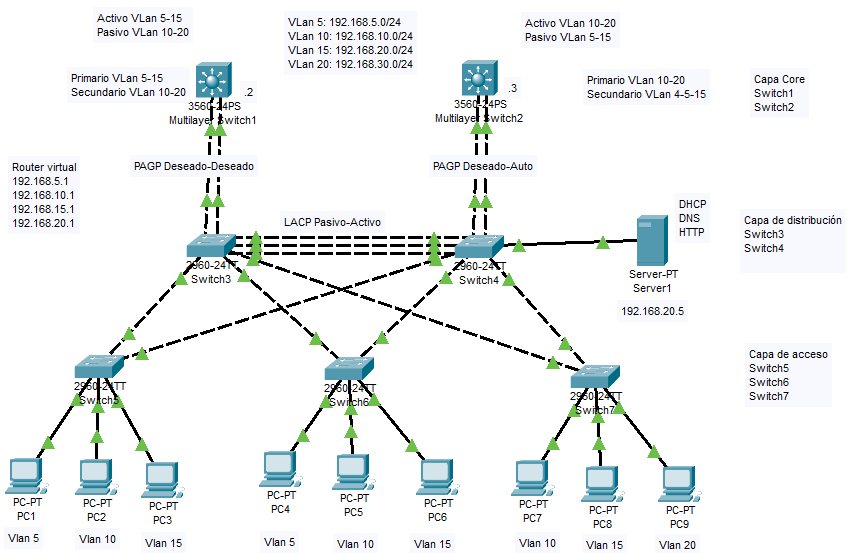 Activo VLan 5-15
Pasivo VLan 10-20
VLan 5: 192.168.5.0/24
VLan 10: 192.168.10.0/24
VLan 15: 192.168.20.0/24
VLan 20: 192.168.30.0/24
Activo VLan 10-20
Pasivo VLan 5-15
Primario VLan 5-15
Secundario VLan 10-20
.2
3560-24PS
Multilayer Switch1
.3
3560-24PS
Multilayer Switch2
Primario VLan 10-20
Secundario VLan 4-5-15
Capa Core
Switch1
Switch2
Router virtual
192.168.5.1
192.168.10.1
192.168.15.1
192.168.20.1
PAGP Deseado-Deseado
PAGP Deseado-Auto
LACP Pasivo-Activo
2960-24TT
Switch3
2960-24TT
Switch4
DHCP
DNS
HTTP
Server-PT
Server1
192.168.20.5
Capa de distribución
Switch3
Switch4
2960-24TT
Switch5
2960-24TT
Switch6
2960-24TT
Switch7
Capa de acceso
Switch5
Switch6
Switch7
PC-PT
PC1
PC-PT
PC2
PC-PT
PC3
PC-PT
PC4
PC-PT
PC5
PC-PT
PC6
PC-PT
PC7
PC-PT
PC8
PC-PT
PC9
Vlan 5
Vlan 10
Vlan 15
Vlan 5
Vlan 10
Vlan 15
Vlan 10
Vlan 15
Vlan 20